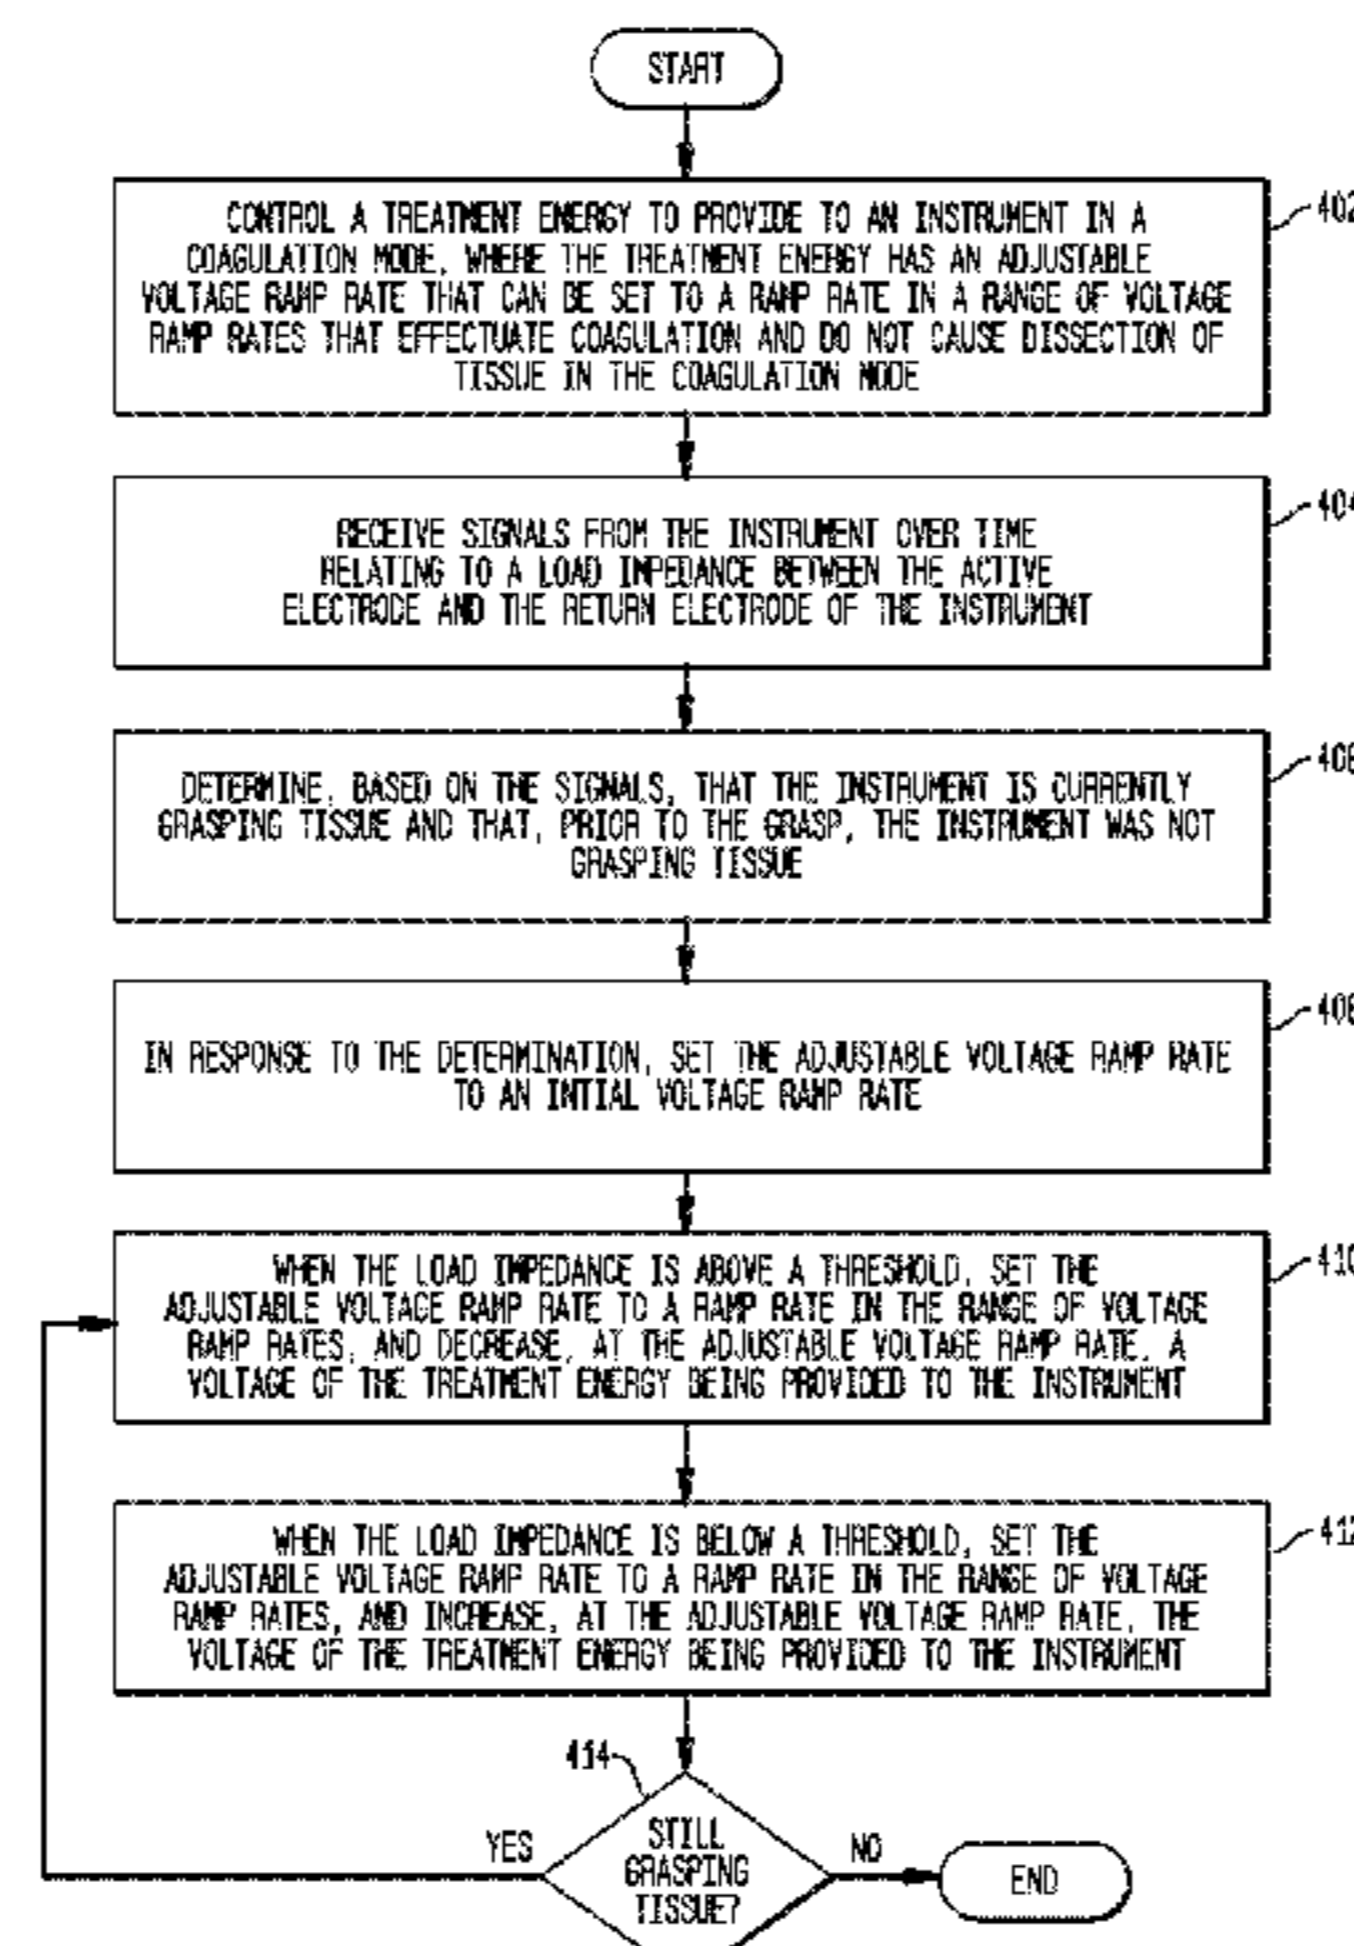 START
CONTROL A TREATMENT ENERGY TO PROVIDE TO AN INSTRUMENT IN A
COAGULATION MODE, WHERE THE TREATMENT ENERGY HAS AN ADJUSTABLE
VOLTAGE RAMP RATE THAT CAN BE SET TO A RAMP RATE IN A RANGE OF VOLTAGE
RAMP RATES THAT EFFECTUATE COAGULATION AND DO NOT CAUSE DISSECTION OF
TISSUE IN THE COAGULATION MODE
402
RECEIVE SIGNALS FROM THE INSTRUMENT OVER TIME
RELATING TO A LOAD IMPEDANCE BETWEEN THE ACTIVE
ELECTRODE AND THE RETURN ELECTRODE OF THE INSTRUMENT
404
DETERMINE, BASED ON THE SIGNALS, THAT THE INSTRUMENT IS CURRENTLY
GRASPING TISSUE AND THAT, PRIOR TO THE GRASP, THE INSTRUMENT WAS NOT
GRASPING TISSUE
406
IN RESPONSE TO THE DETERMINATION, SET THE ADJUSTABLE VOLTAGE RAMP RATE
TO AN INTIAL VOLTAGE RAMP RATE
408
WHEN THE LOAD IMPEDANCE IS ABOVE A THRESHOLD, SET THE
ADJUSTABLE VOLTAGE RAMP RATE TO A RAMP RATE IN THE RANGE OF VOLTAGE
RAMP RATES, AND DECREASE, AT THE ADJUSTABLE VOLTAGE RAMP RATE, A
VOLTAGE OF THE TREATMENT ENERGY BEING PROVIDED TO THE INSTRUMENT
410
WHEN THE LOAD IMPEDANCE IS BELOW A THRESHOLD, SET THE
ADJUSTABLE VOLTAGE RAMP RATE TO A RAMP RATE IN THE RANGE OF VOLTAGE
RAMP RATES, AND INCREASE, AT THE ADJUSTABLE VOLTAGE RAMP RATE, THE
VOLTAGE OF THE TREATMENT ENERGY BEING PROVIDED TO THE INSTRUMENT
412
414
STILL
GRASPING
TISSUE?
YES
NO
END